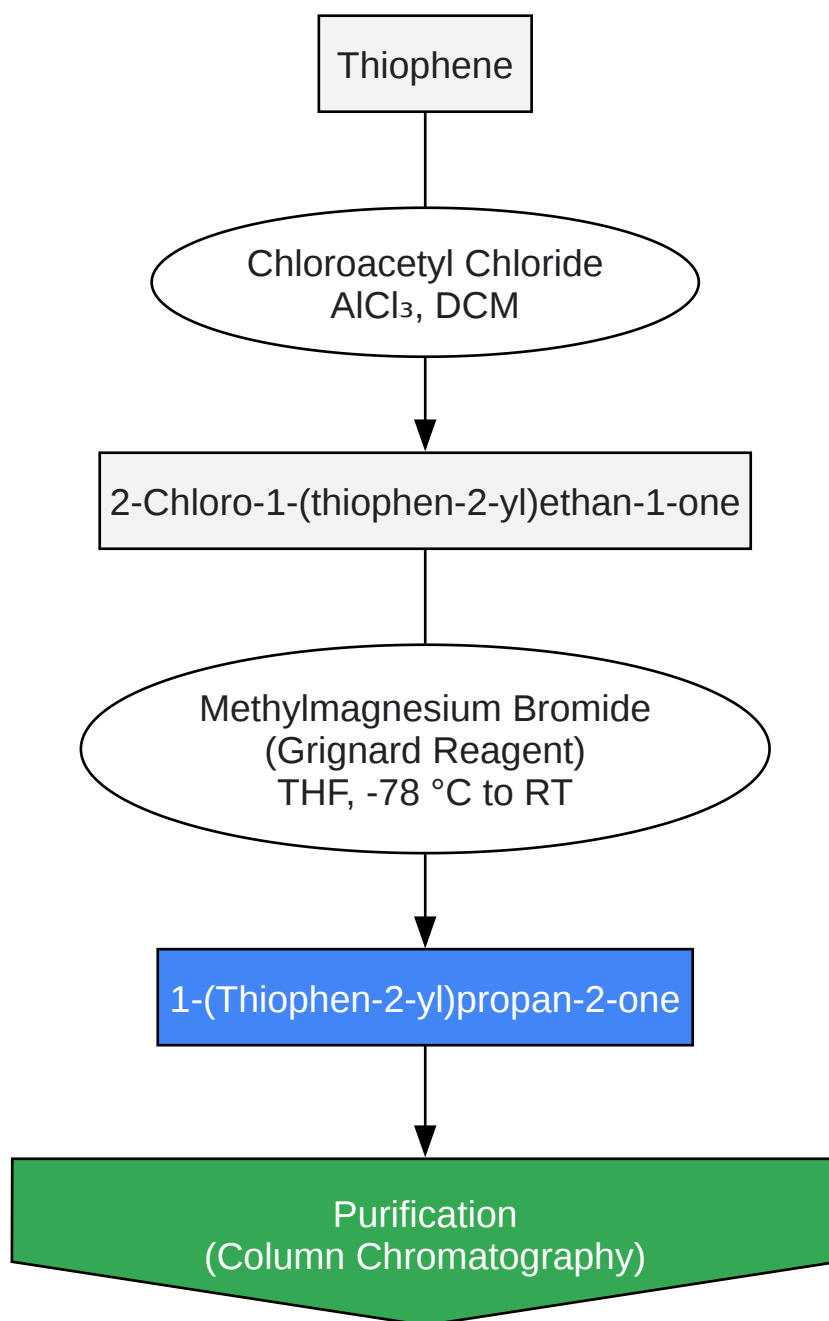 Thiophene
Chloroacetyl Chloride
AlCl₃, DCM
2-Chloro-1-(thiophen-2-yl)ethan-1-one
Methylmagnesium Bromide
(Grignard Reagent)
THF, -78 °C to RT
1-(Thiophen-2-yl)propan-2-one
Purification
(Column Chromatography)